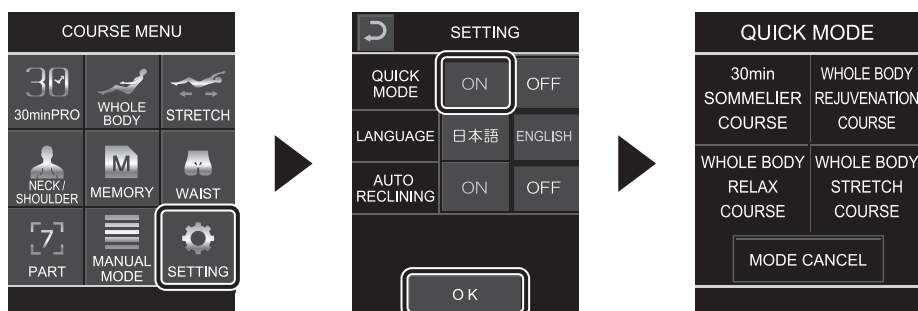 COURSE MENU
30
30minPRO
WHOLE
BODY
STRETCH
NECK/
SHOULDER
M
MEMORY
WAIST
7
PART
MANUAL
MODE
SETTING
SETTING
QUICK
MODE
ON
OFF
LANGUAGE
日本語
ENGLISH
AUTO
RECLINING
ON
OFF
OK
QUICK MODE
30min
SOMMELIER
COURSE
WHOLE BODY
REJUVENATION
COURSE
WHOLE BODY
RELAX
COURSE
WHOLE BODY
STRETCH
COURSE
MODE CANCEL